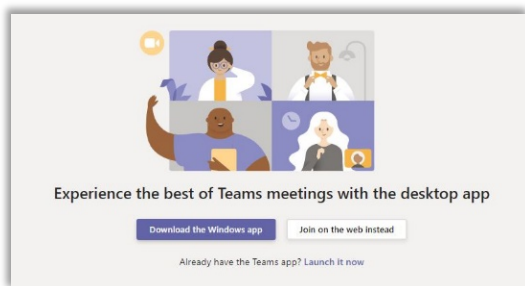 Experience the best of Teams meetings with the desktop app
Download the Windows app
Join on the web instead
Already have the Teams app? Launch it now